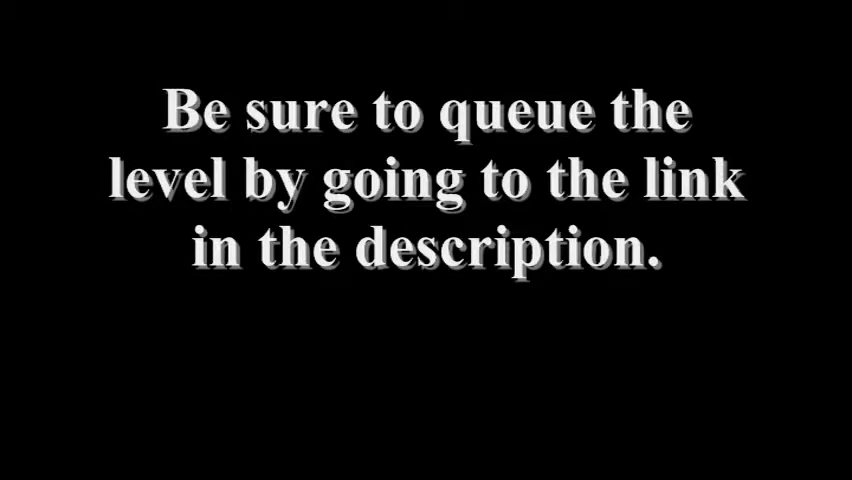 Be sure to queue the
level by going to the link
in the description.